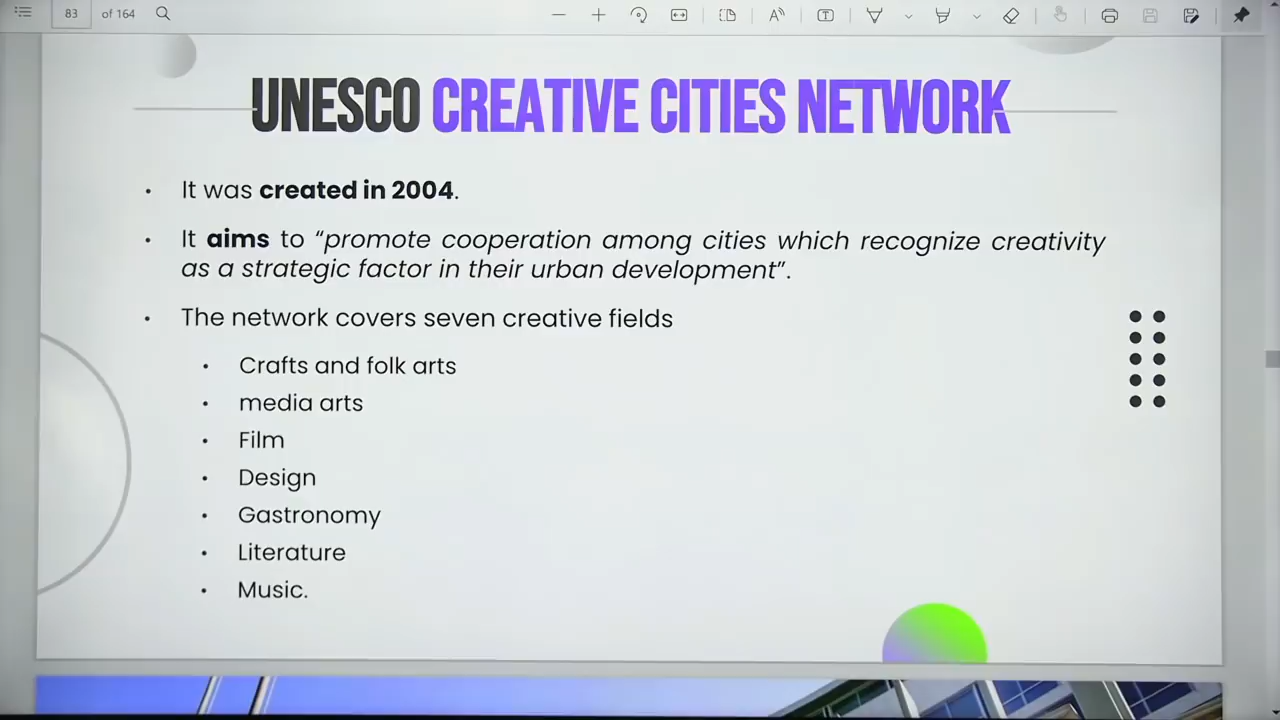 83 of 164
UNESCO CREATIVE CITIES NETWORK
• It was created in 2004.
• It aims to “promote cooperation among cities which recognize creativity
as a strategic factor in their urban development”.
• The network covers seven creative fields
• Crafts and folk arts
• media arts
• Film
• Design
• Gastronomy
• Literature
• Music.